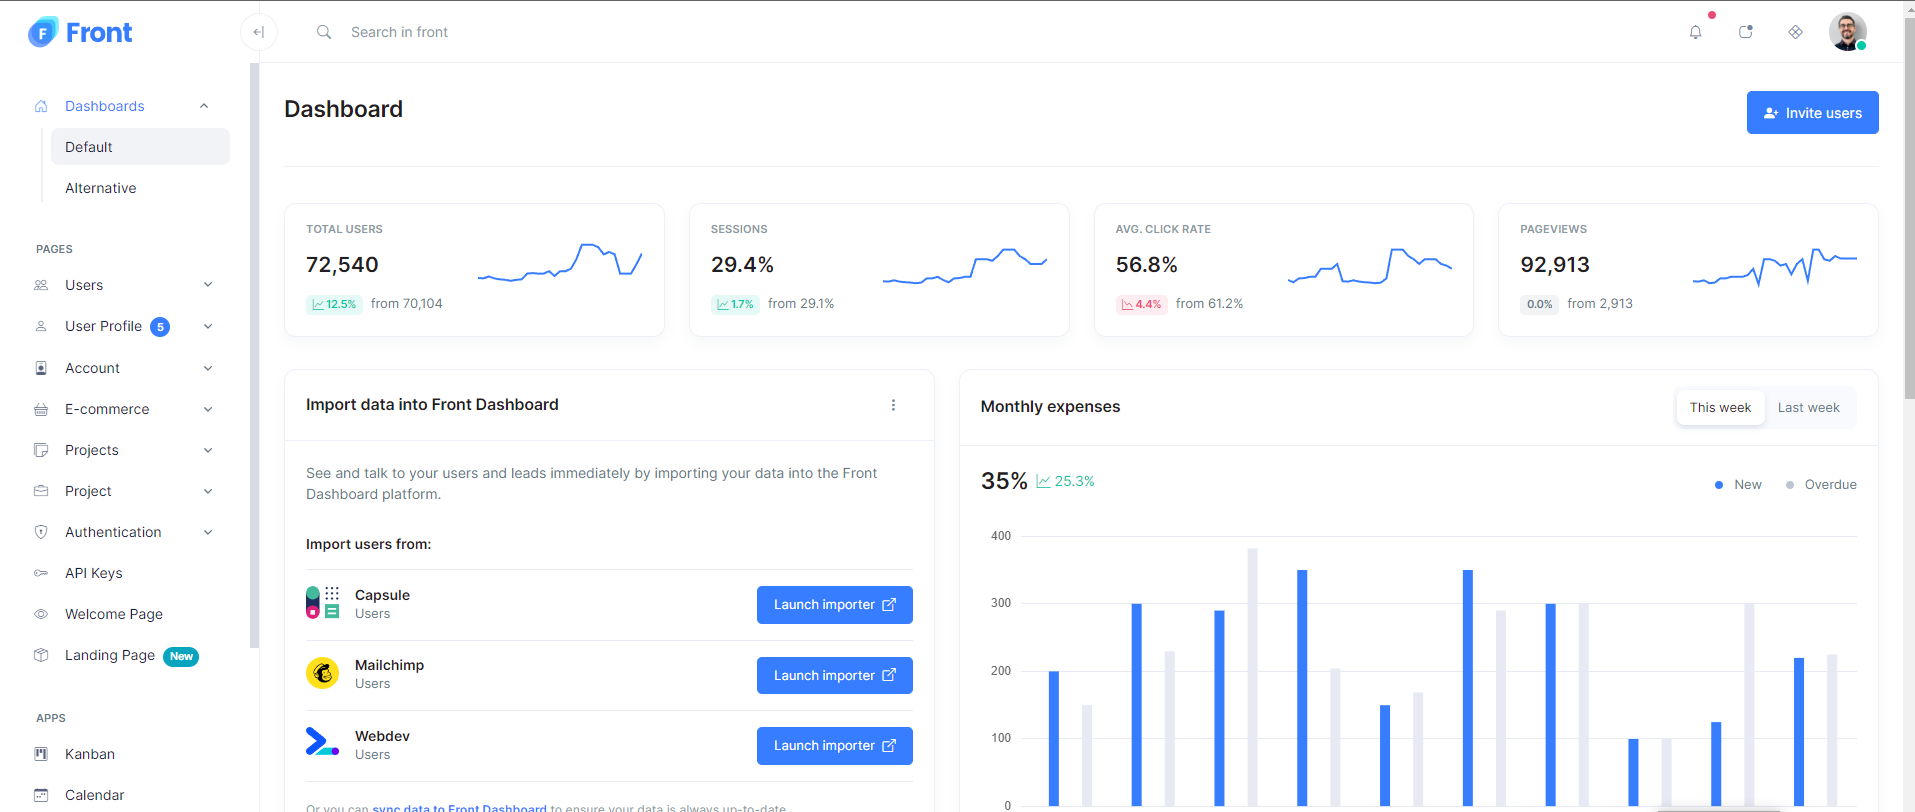 Front
Search in front
Dashboards
Default
Alternative
PAGES
Users
User Profile 5
Account
E-commerce
Projects
Project
Authentication
API Keys
Welcome Page
Landing Page New
APPS
Kanban
Calendar
Dashboard
Invite users
TOTAL USERS
72,540
12.5% from 70,104
SESSIONS
29.4%
1.7% from 29.1%
AVG. CLICK RATE
56.8%
4.4% from 61.2%
PAGEVIEWS
92,913
0.0% from 2,913
Import data into Front Dashboard
See and talk to your users and leads immediately by importing your data into the Front
Dashboard platform.
Import users from:
Capsule
Users
Launch importer
Mailchimp
Users
Launch importer
Webdev
Users
Launch importer
Or you can sync data to Front Dashboard to ensure your data is always up-to-date.
Monthly expenses
This week Last week
35% 25.3%
New Overdue
400
300
200
100
0